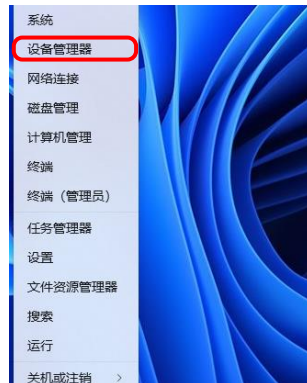 系统
设备管理器
网络连接
磁盘管理
计算机管理
终端
终端（管理员）
任务管理器
设置
文件资源管理器
搜索
运行
关机或注销 >